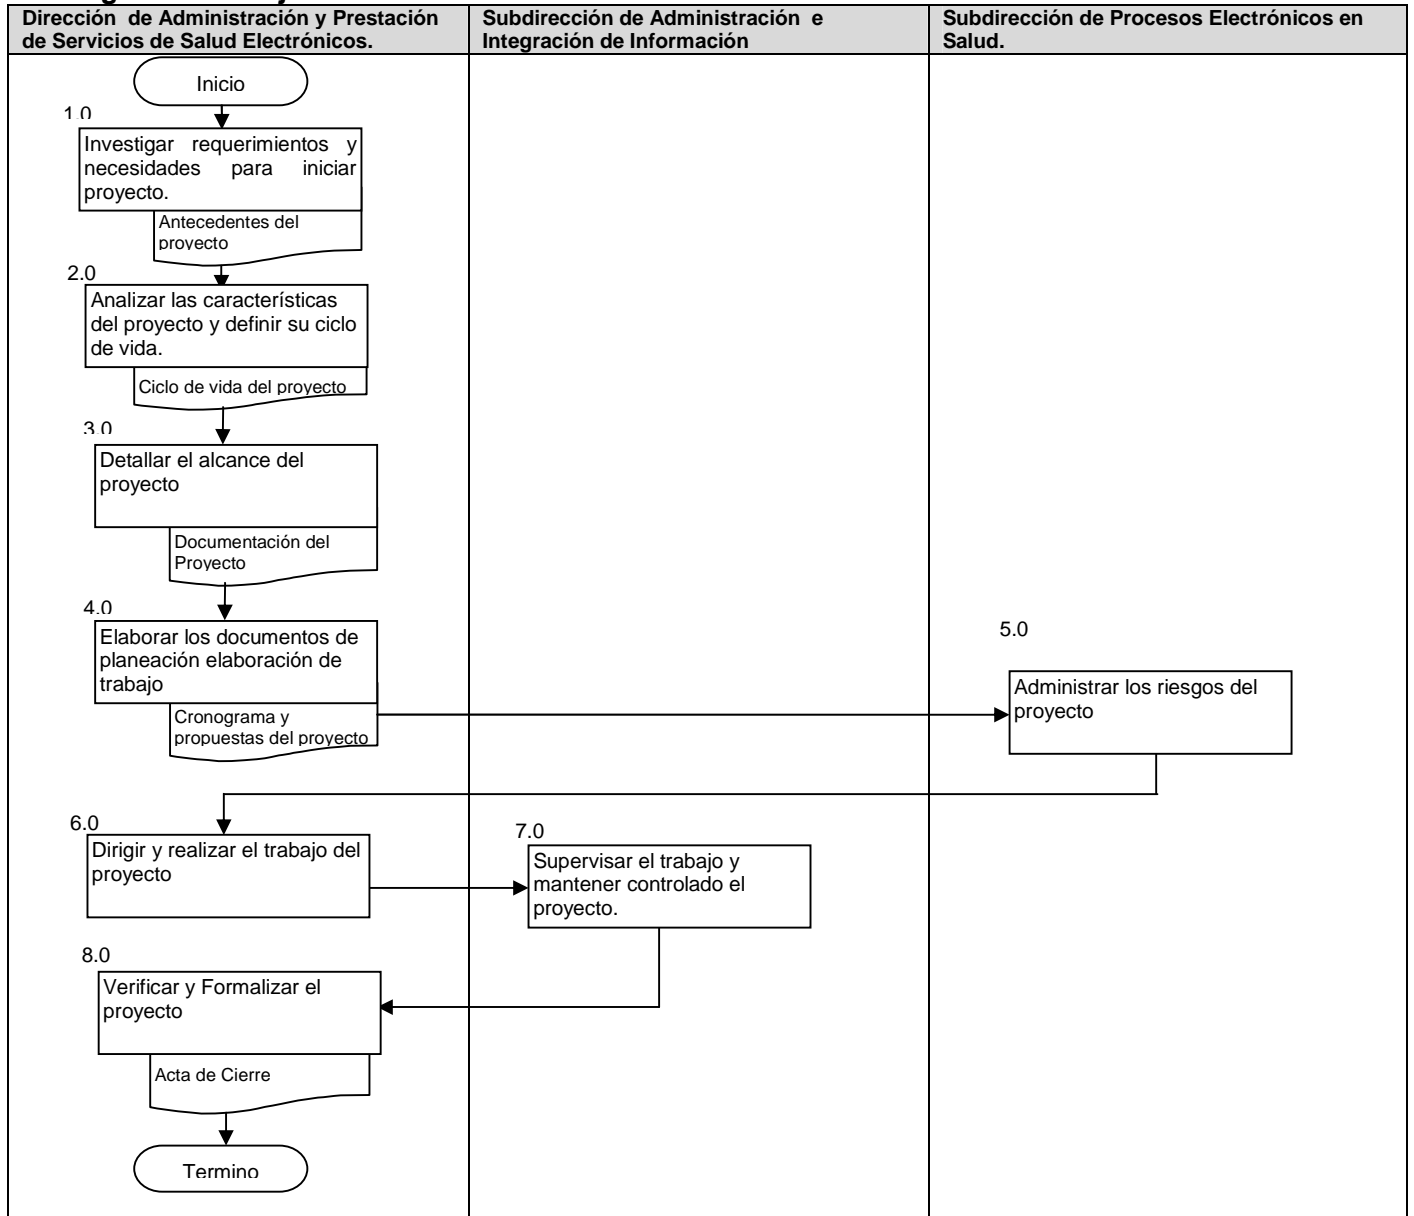 Dirección de Administración y Prestación
de Servicios de Salud Electrónicos.
Subdirección de Administración e
Integración de Información
Subdirección de Procesos Electrónicos en
Salud.
Inicio
1.0
Investigar requerimientos y
necesidades para iniciar
proyecto.
Antecedentes del
proyecto
2.0
Analizar las características
del proyecto y definir su ciclo
de vida.
Ciclo de vida del proyecto
3.0
Detallar el alcance del
proyecto
Documentación del
Proyecto
4.0
Elaborar los documentos de
planeación elaboración de
trabajo
Cronograma y
propuestas del proyecto
5.0
Administrar los riesgos del
proyecto
6.0
Dirigir y realizar el trabajo del
proyecto
7.0
Supervisar el trabajo y
mantener controlado el
proyecto.
8.0
Verificar y Formalizar el
proyecto
Acta de Cierre
Termino